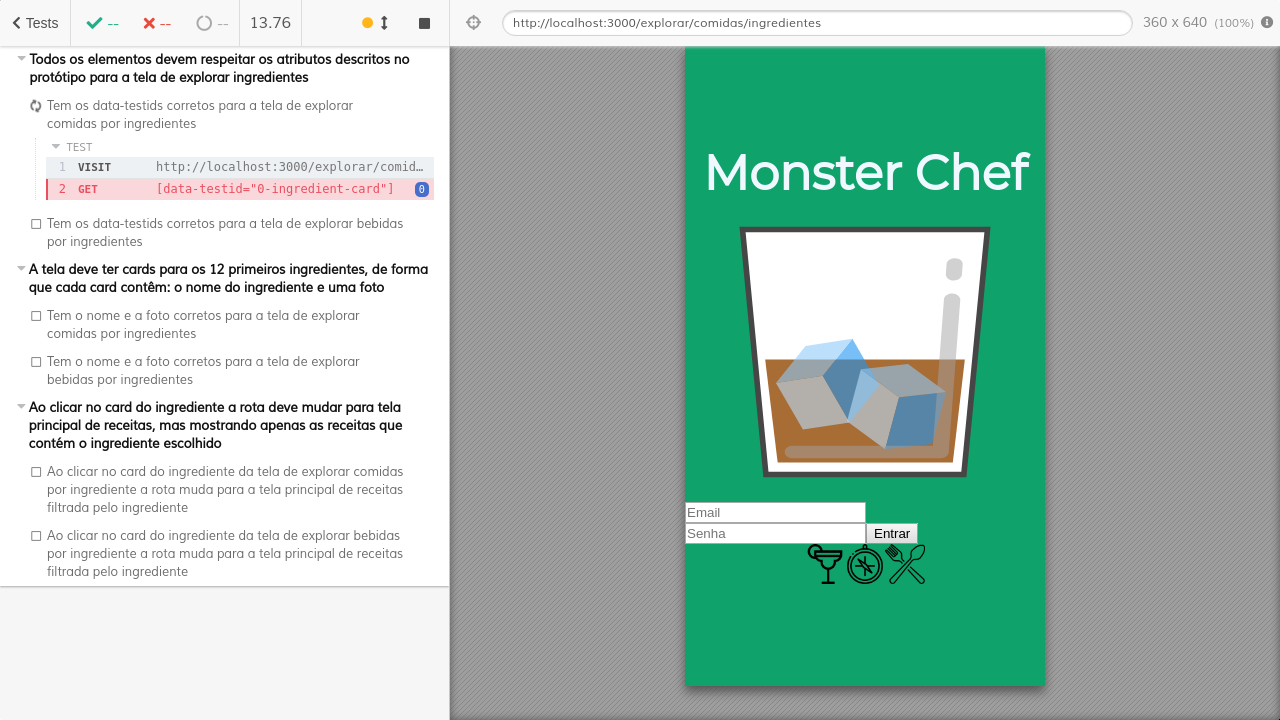 Tests
--
--
--
13.76
http://localhost:3000/explorar/comidas/ingredientes
360 x 640 (100%)
Todos os elementos devem respeitar os atributos descritos no
protótipo para a tela de explorar ingredientes
Tem os data-testids corretos para a tela de explorar
comidas por ingredientes
TEST
1 VISIT http://localhost:3000/explorar/comid…
2 GET [data-testid="0-ingredient-card"] 0
Tem os data-testids corretos para a tela de explorar bebidas
por ingredientes
A tela deve ter cards para os 12 primeiros ingredientes, de forma
que cada card contêm: o nome do ingrediente e uma foto
Tem o nome e a foto corretos para a tela de explorar
comidas por ingredientes
Tem o nome e a foto corretos para a tela de explorar
bebidas por ingredientes
Ao clicar no card do ingrediente a rota deve mudar para tela
principal de receitas, mas mostrando apenas as receitas que
contém o ingrediente escolhido
Ao clicar no card do ingrediente da tela de explorar comidas
por ingrediente a rota muda para a tela principal de receitas
filtrada pelo ingrediente
Ao clicar no card do ingrediente da tela de explorar bebidas
por ingrediente a rota muda para a tela principal de receitas
filtrada pelo ingrediente
Monster Chef
Email
Senha
Entrar